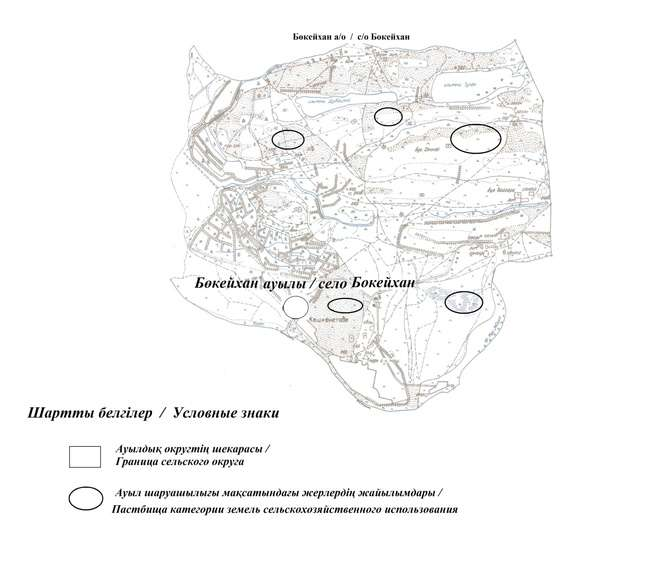 Бөкейхан а/о / с/о Бокейхан
Бөкейхан ауылы / село Бокейхан
Шартты белгілер / Условные знаки
Ауылдық округтің шекарасы /
Граница сельского округа
Ауыл шаруашылығы мақсатындағы жерлердің жайылымдары /
Пастбища категории земель сельскохозяйственного использования